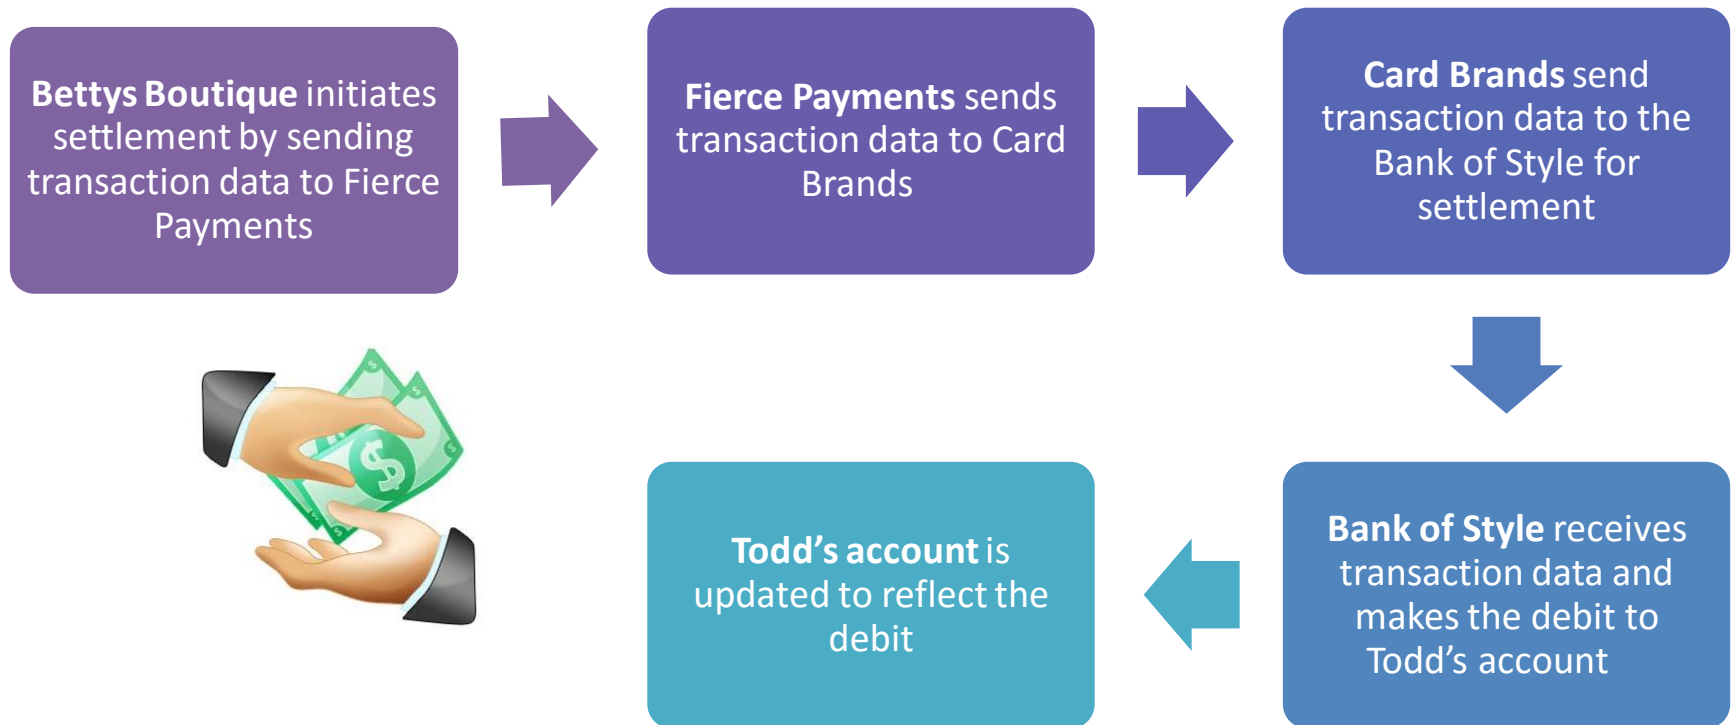 Bettys Boutique initiates
settlement by sending
transaction data to Fierce
Payments
Fierce Payments sends
transaction data to Card
Brands
Card Brands send
transaction data to the
Bank of Style for
settlement
Bank of Style receives
transaction data and
makes the debit to
Todd’s account
Todd’s account is
updated to reflect the
debit
$
$
$
$
$